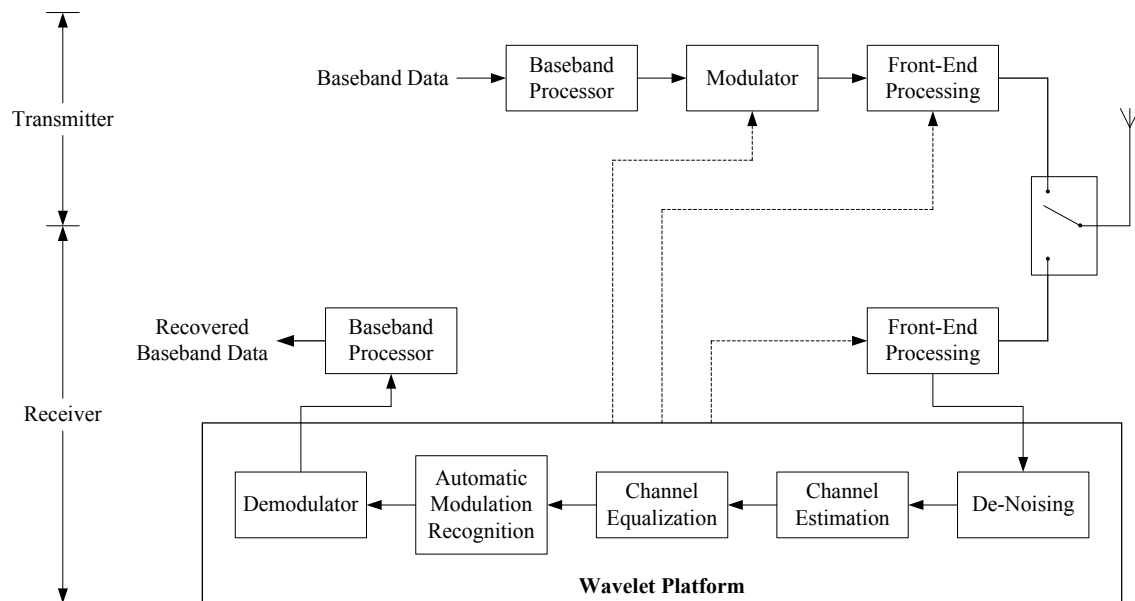 Transmitter
Baseband Data
Baseband
Processor
Modulator
Front-End
Processing
Receiver
Recovered
Baseband Data
Baseband
Processor
Front-End
Processing
Demodulator
Automatic
Modulation
Recognition
Channel
Equalization
Channel
Estimation
De-Noising
Wavelet Platform